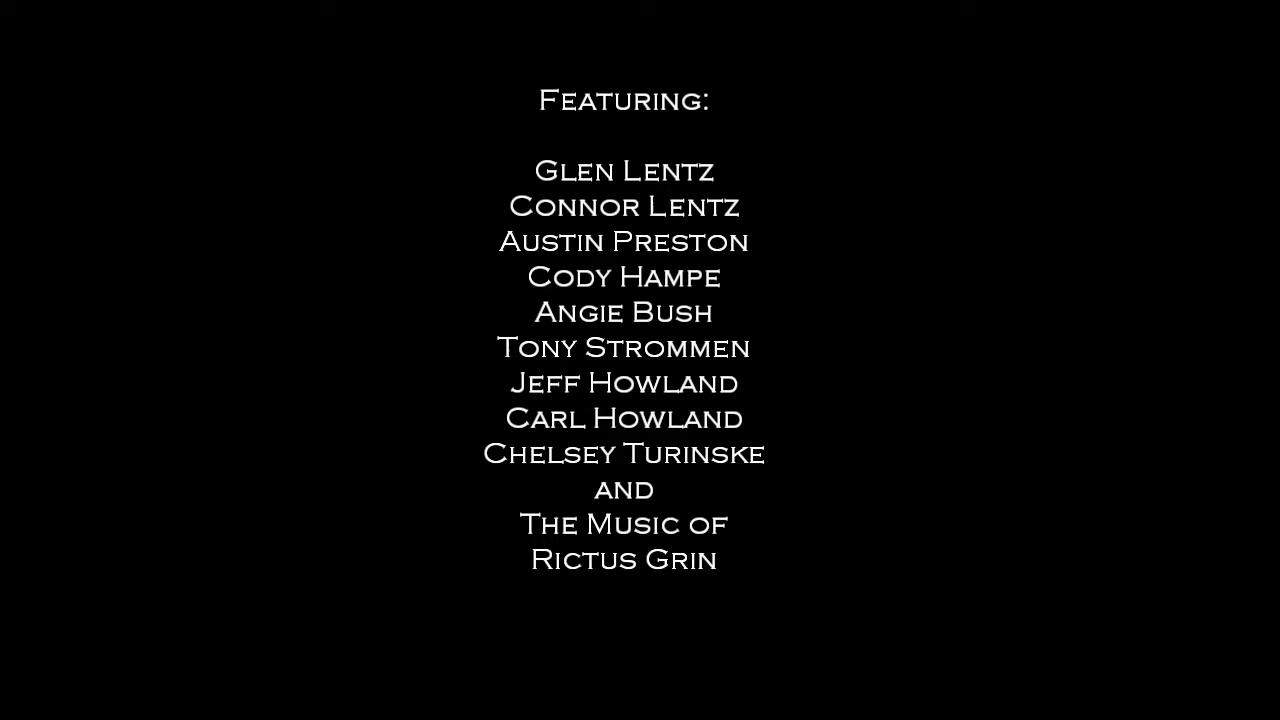 Featuring:
Glen Lentz
Connor Lentz
Austin Preston
Cody Hampe
Angie Bush
Tony Strommen
Jeff Howland
Carl Howland
Chelsey Turinske
and
The Music of
Rictus Grin